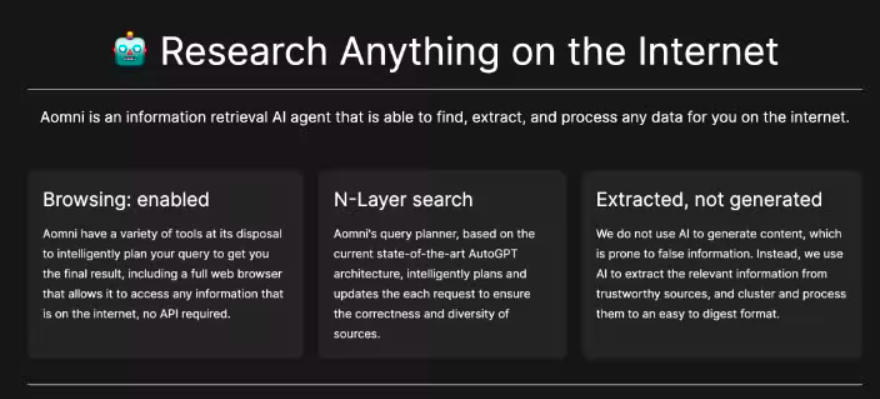 🤖 Research Anything on the Internet
Aomni is an information retrieval AI agent that is able to find, extract, and process any data for you on the internet.
Browsing: enabled
Aomni have a variety of tools at its disposal
to intelligently plan your query to get you
the final result, including a full web browser
that allows it to access any information that
is on the internet, no API required.
N-Layer search
Aomni's query planner, based on the
current state-of-the-art AutoGPT
architecture, intelligently plans and
updates the each request to ensure
the correctness and diversity of
sources.
Extracted, not generated
We do not use AI to generate content, which
is prone to false information. Instead, we use
AI to extract the relevant information from
trustworthy sources, and cluster and process
them to an easy to digest format.